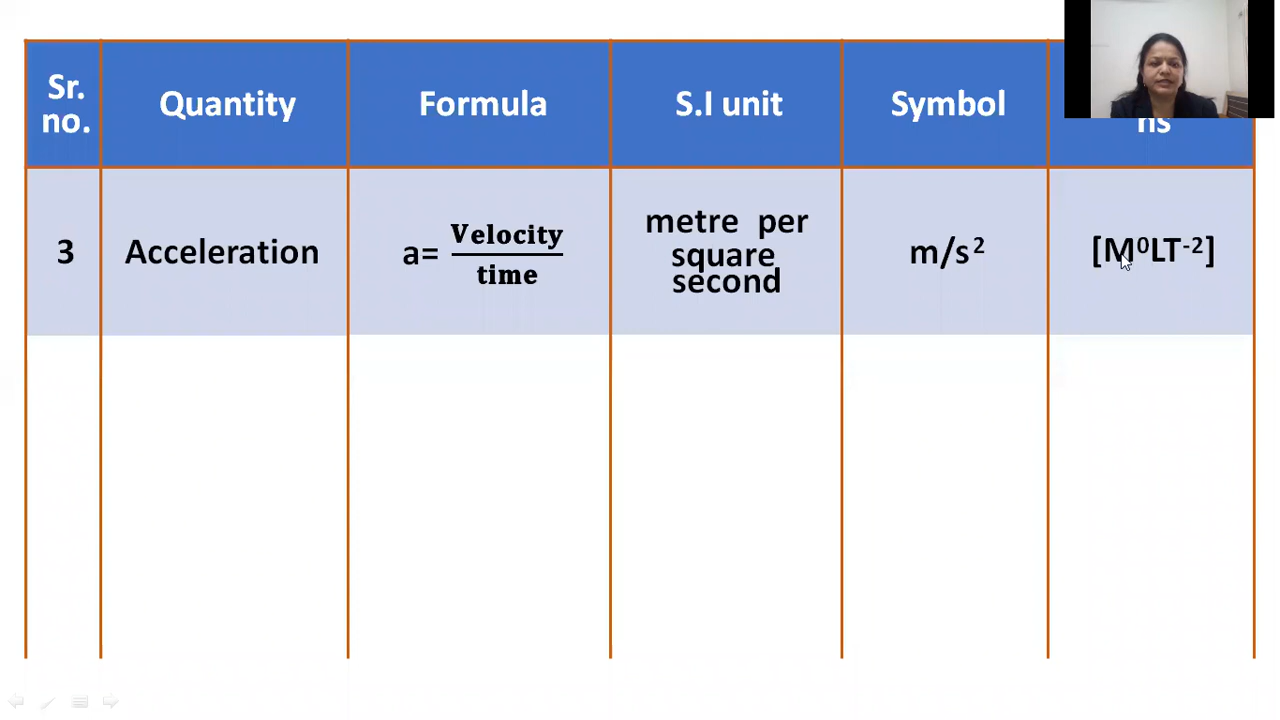 Sr.
no.
Quantity
Formula
S.I unit
Symbol
ns
3
Acceleration
a= Velocity
time
metre per
square
second
m/s²
[M⁰LT⁻²]